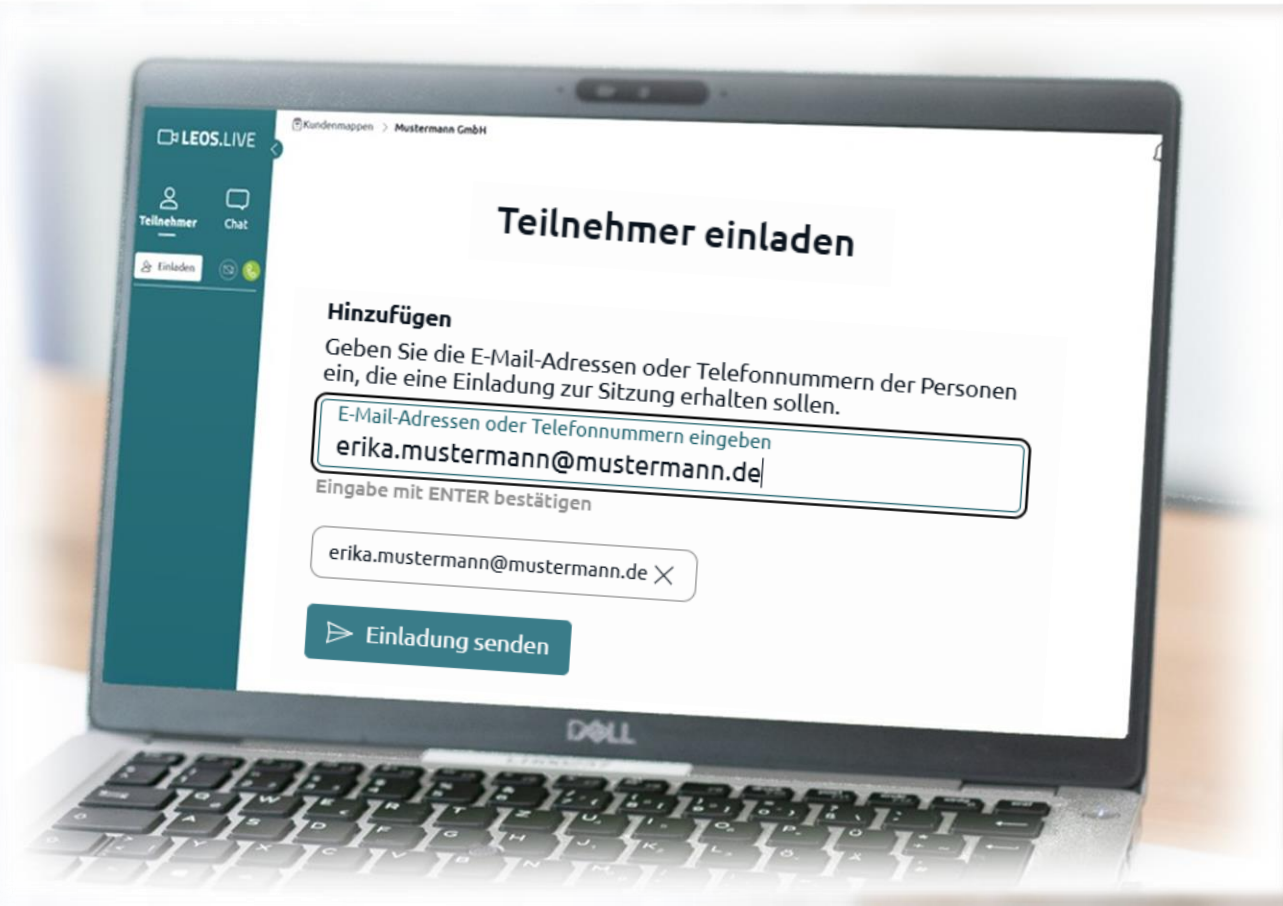 LEOS.LIVE
Kundenmappen > Mustermann GmbH
Teilnehmer
Chat
Einladen
Teilnehmer einladen
Hinzufügen
Geben Sie die E-Mail-Adressen oder Telefonnummern der Personen
ein, die eine Einladung zur Sitzung erhalten sollen.
E-Mail-Adressen oder Telefonnummern eingeben
erika.mustermann@mustermann.de
Eingabe mit ENTER bestätigen
erika.mustermann@mustermann.de
Einladung senden
DELL
Q W E R T Z U I O P Ü
A S D F G H J K L Ö Ä
Y X C V B N M